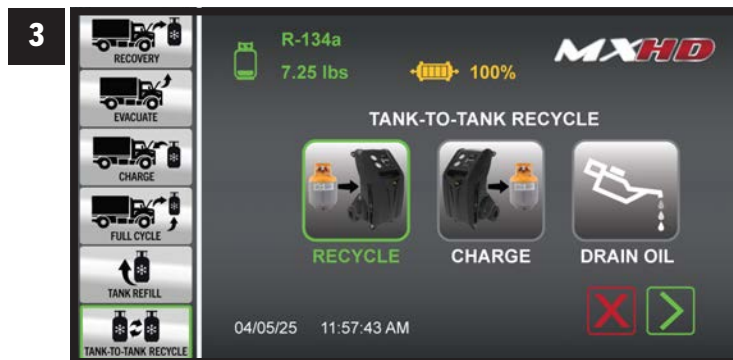 3
RECOVERY
EVACUATE
CHARGE
FULL CYCLE
TANK REFILL
TANK-TO-TANK RECYCLE
R-134a
7.25 lbs
100%
MXHD
TANK-TO-TANK RECYCLE
RECYCLE
CHARGE
DRAIN OIL
04/05/25 11:57:43 AM